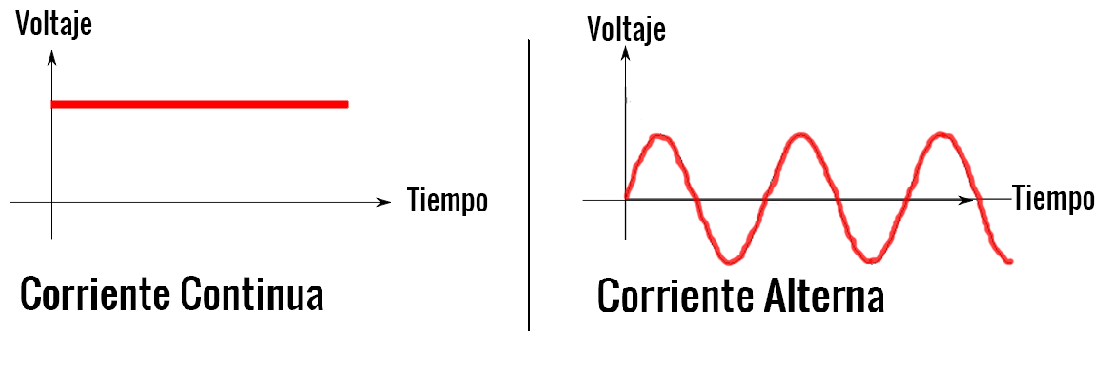 Voltaje
Tiempo
Corriente Continua
Voltaje
Tiempo
Corriente Alterna